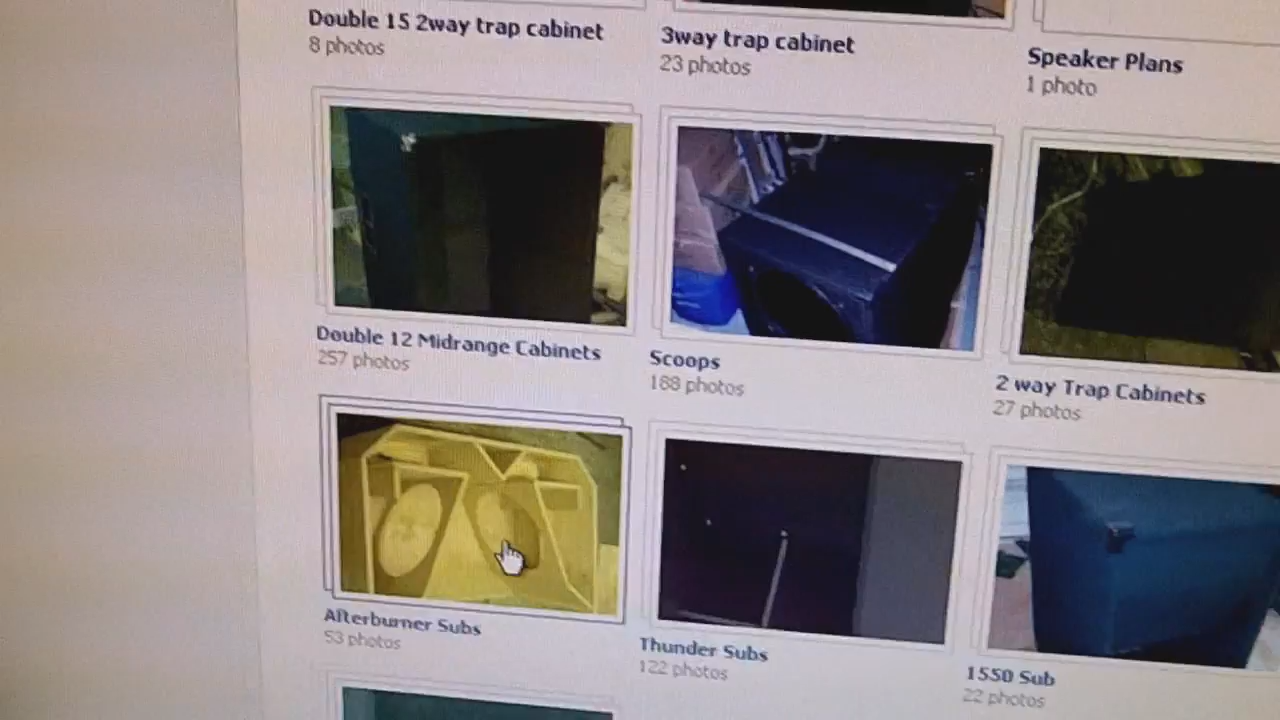 Double 15 2way trap cabinet
8 photos
3way trap cabinet
23 photos
Speaker Plans
1 photo
Double 12 Midrange Cabinets
257 photos
Scoops
188 photos
2 way Trap Cabinets
27 photos
Afterburner Subs
53 photos
Thunder Subs
122 photos
1550 Sub
22 photos